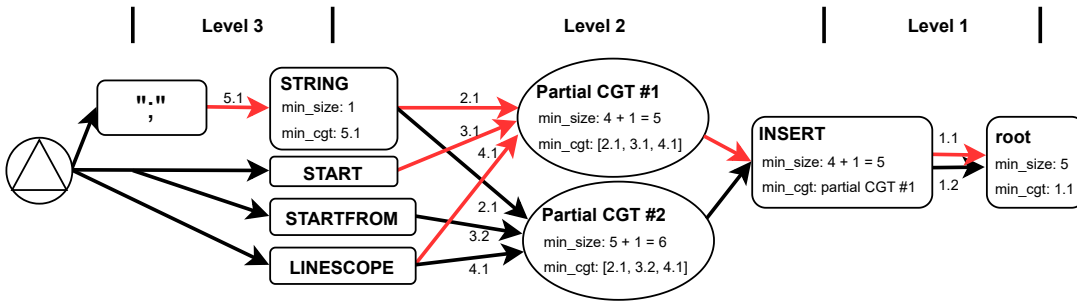 Level 3
Level 2
Level 1
";"
5.1
STRING
min_size: 1
min_cgt: 5.1
START
STARTFROM
LINESCOPE
2.1
3.1
4.1
2.1
3.2
4.1
Partial CGT #1
min_size: 4 + 1 = 5
min_cgt: [2.1, 3.1, 4.1]
Partial CGT #2
min_size: 5 + 1 = 6
min_cgt: [2.1, 3.2, 4.1]
INSERT
min_size: 4 + 1 = 5
min_cgt: partial CGT #1
1.1
1.2
root
min_size: 5
min_cgt: 1.1